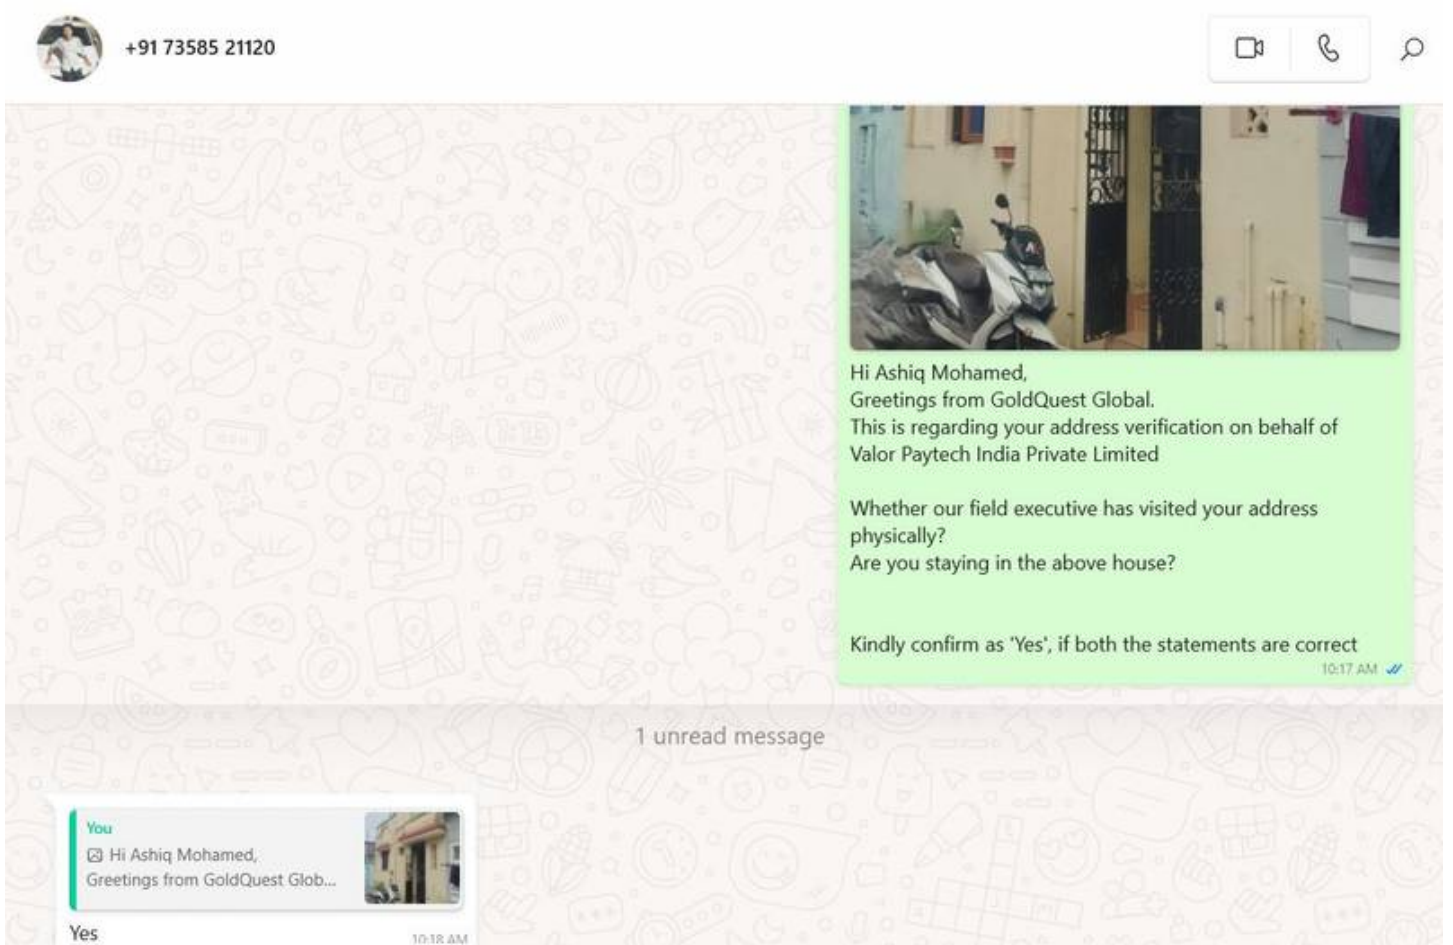 +91 73585 21120
Hi Ashiq Mohamed,
Greetings from GoldQuest Global.
This is regarding your address verification on behalf of
Valor Paytech India Private Limited
Whether our field executive has visited your address
physically?
Are you staying in the above house?
Kindly confirm as 'Yes', if both the statements are correct
10:17 AM
1 unread message
You
Hi Ashiq Mohamed,
Greetings from GoldQuest Glob...
Yes
10:18 AM